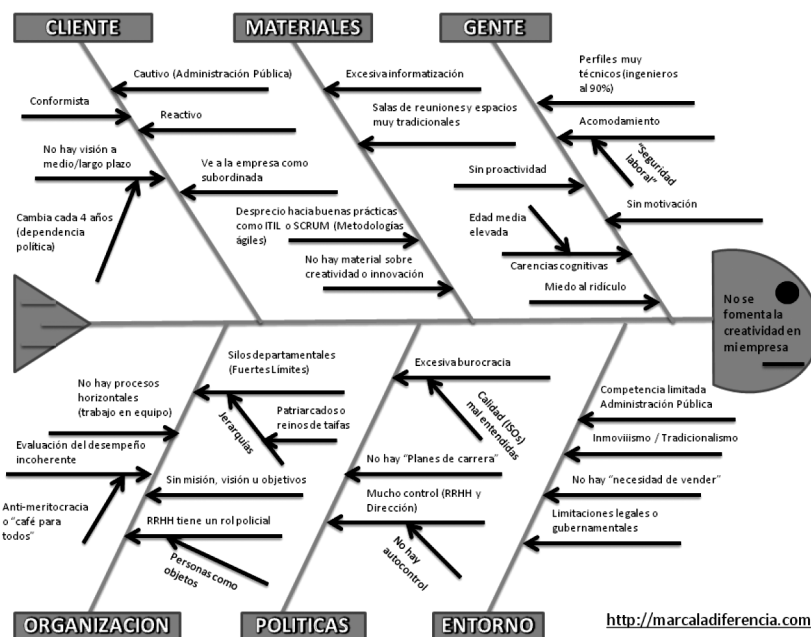 CLIENTE
MATERIALES
GENTE
Cautivo (Administración Pública)
Conformista
Reactivo
No hay visión a
medio/largo plazo
Ve a la empresa como
subordinada
Cambia cada 4 años
(dependencia
política)
Excesiva informatización
Salas de reuniones y espacios
muy tradicionales
Desprecio hacia buenas prácticas
como ITIL o SCRUM (Metodologías
ágiles)
No hay material sobre
creatividad o innovación
Perfiles muy
técnicos (ingenieros
al 90%)
Acomodamiento
"Seguridad
laboral"
Sin proactividad
Sin motivación
Edad media
elevada
Carencias cognitivas
Miedo al ridículo
No se
fomenta la
creatividad en
mi empresa
Silos departamentales
(Fuertes Límites)
No hay procesos
horizontales
(trabajo en equipo)
Jerarquías
Patriarcados o
reinos de taifas
Evaluación del desempeño
incoherente
Anti-meritocracia
o "café para
todos"
Sin misión, visión u objetivos
RRHH tiene un rol policial
Personas como
objetos
Excesiva burocracia
Calidad (ISOs)
mal entendidas
No hay "Planes de carrera"
Mucho control (RRHH y
Dirección)
No hay
autocontrol
Competencia limitada
Administración Pública
Inmoviiismo / Tradicionalismo
No hay "necesidad de vender"
Limitaciones legales o
gubernamentales
ORGANIZACION
POLITICAS
ENTORNO
http://marcaladiferencia.com